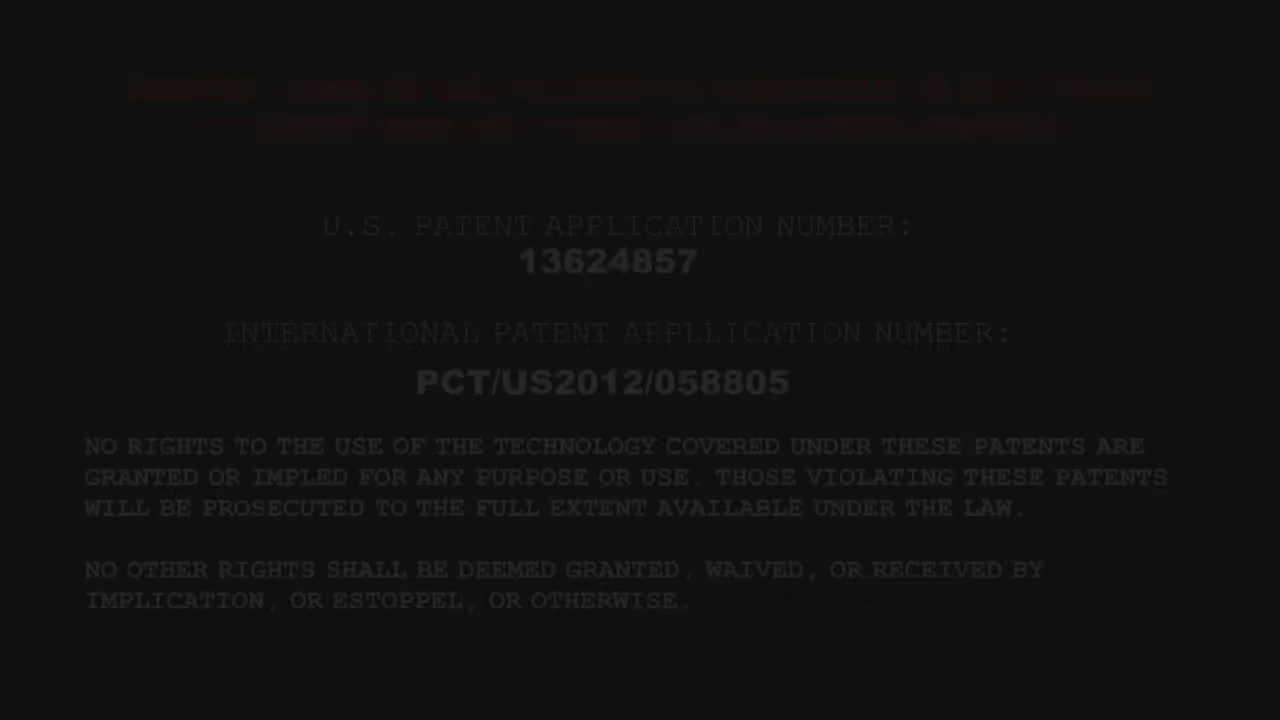 U.S. PATENT APPLICATION NUMBER:
13624857
INTERNATIONAL PATENT APPLLICATION NUMBER:
PCT/US2012/058805
NO RIGHTS TO THE USE OF THE TECHNOLOGY COVERED UNDER THESE PATENTS ARE
GRANTED OR IMPLED FOR ANY PURPOSE OR USE. THOSE VIOLATING THESE PATENTS
WILL BE PROSECUTED TO THE FULL EXTENT AVAILABLE UNDER THE LAW.
NO OTHER RIGHTS SHALL BE DEEMED GRANTED, WAIVED, OR RECEIVED BY
IMPLICATION, OR ESTOPPEL, OR OTHERWISE.